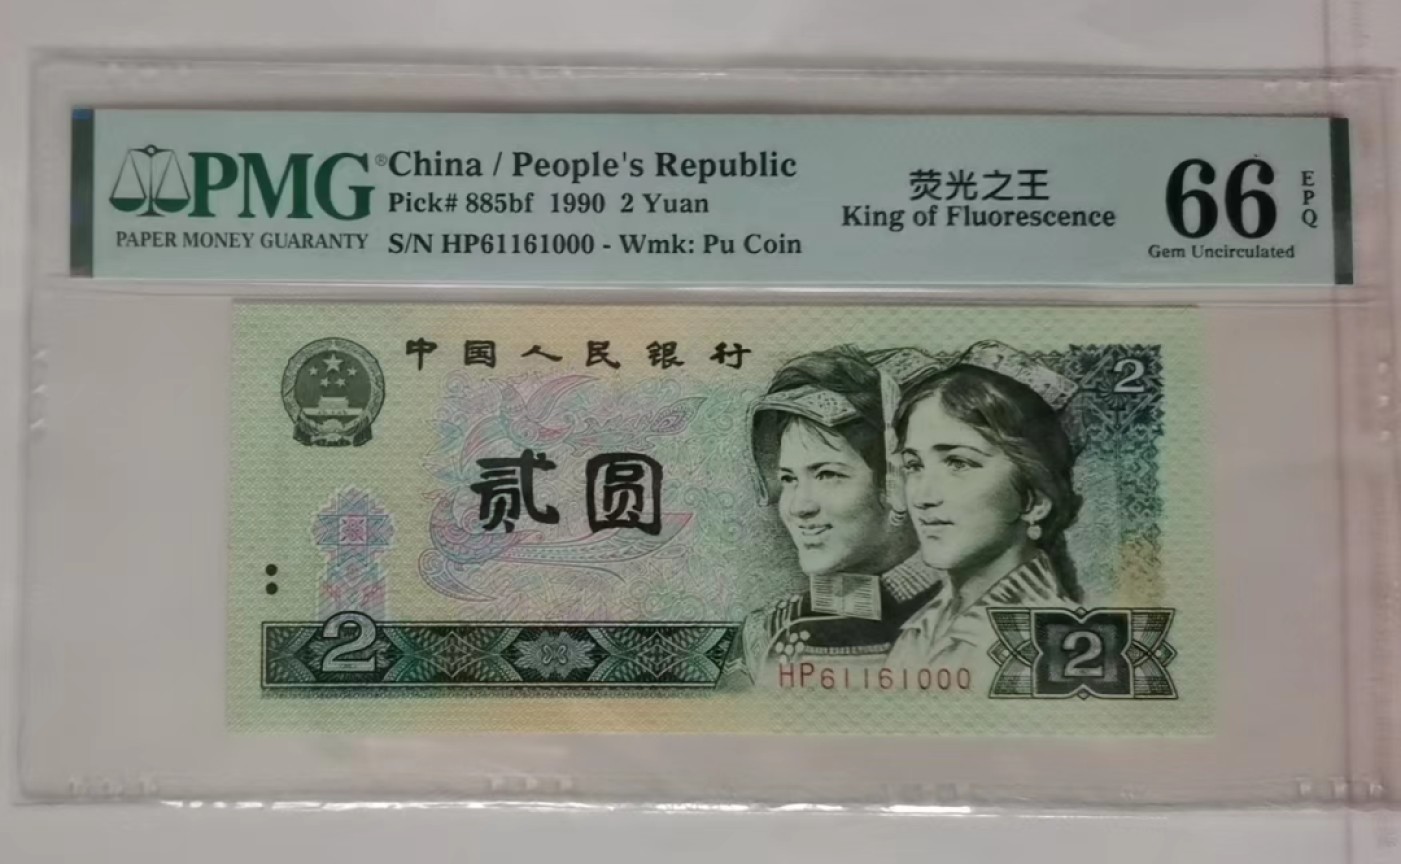 PMG®
PAPER MONEY GUARANTY
China / People's Republic
Pick# 885bf 1990 2 Yuan
S/N HP61161000 - Wmk: Pu Coin
荧光之王
King of Fluorescence
66
EPQ
Gem Uncirculated
中国人民银行
2
贰圆
2
HP61161000
2